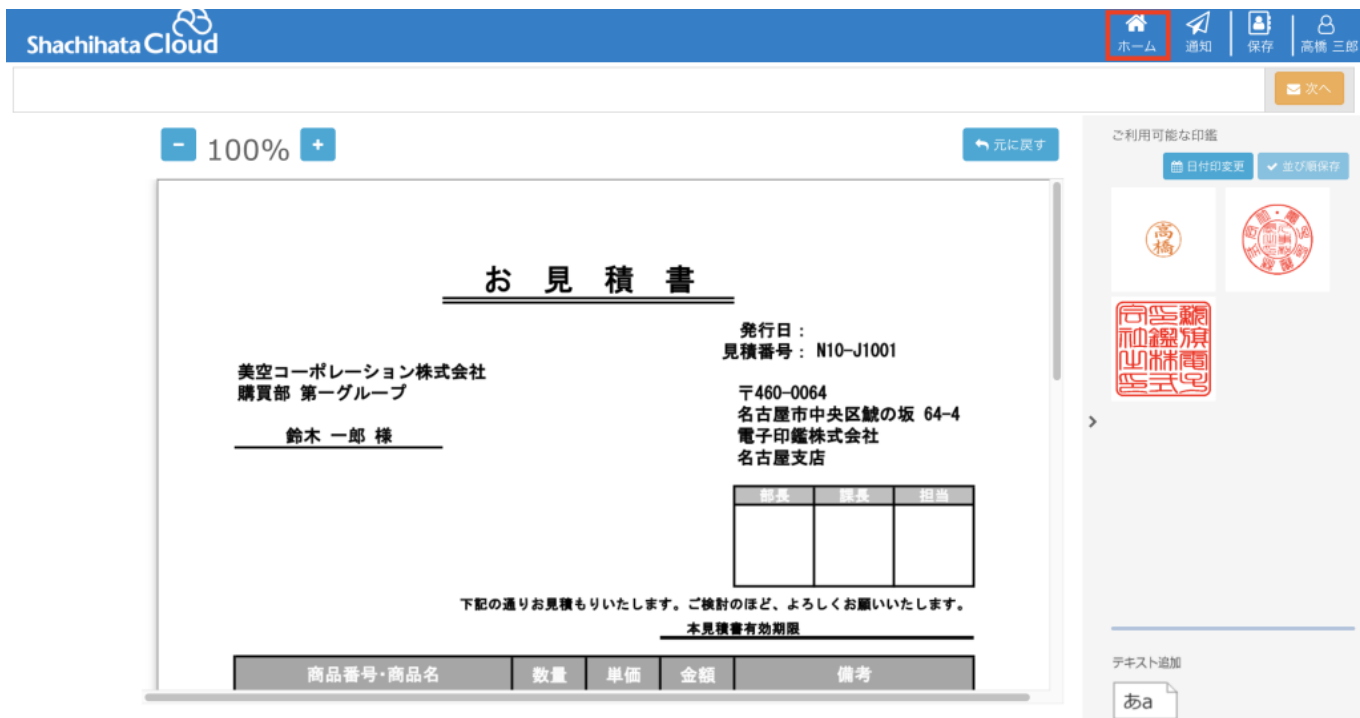 Shachihata Cloud
ホーム
通知
保存
高橋 三郎
次へ
100%
元に戻す
お 見 積 書
発行日：
見積番号： N10-J1001
美空コーポレーション株式会社
購買部 第一グループ
鈴木 一郎 様
〒460-0064
名古屋市中央区鯱の坂 64-4
電子印鑑株式会社
名古屋支店
部長 課長 担当
下記の通りお見積もりいたします。ご検討のほど、よろしくお願いいたします。
本見積書有効期限
商品番号･商品名 数量 単価 金額 備考
ご利用可能な印鑑
日付印変更
並び順保存
高橋
テキスト追加
あa